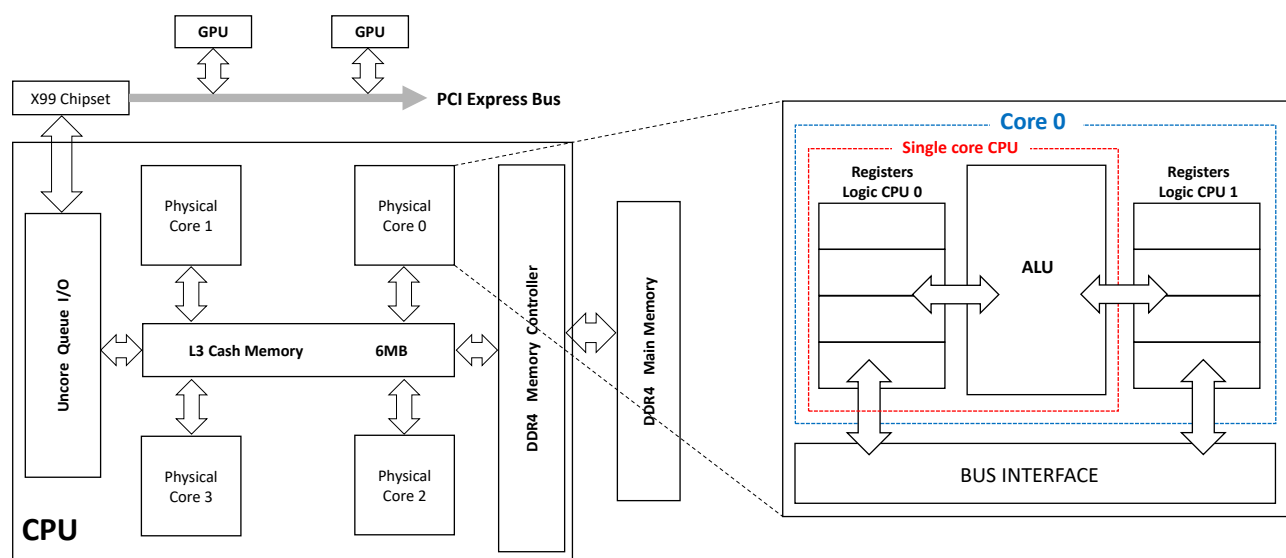 GPU
GPU
X99 Chipset
PCI Express Bus
Physical
Core 1
Physical
Core 0
Uncore Queue I/O
L3 Cash Memory 6MB
DDR4 Memory Controller
DDR4 Main Memory
Physical
Core 3
Physical
Core 2
CPU
Core 0
Single core CPU
Registers
Logic CPU 0
Registers
Logic CPU 1
ALU
BUS INTERFACE